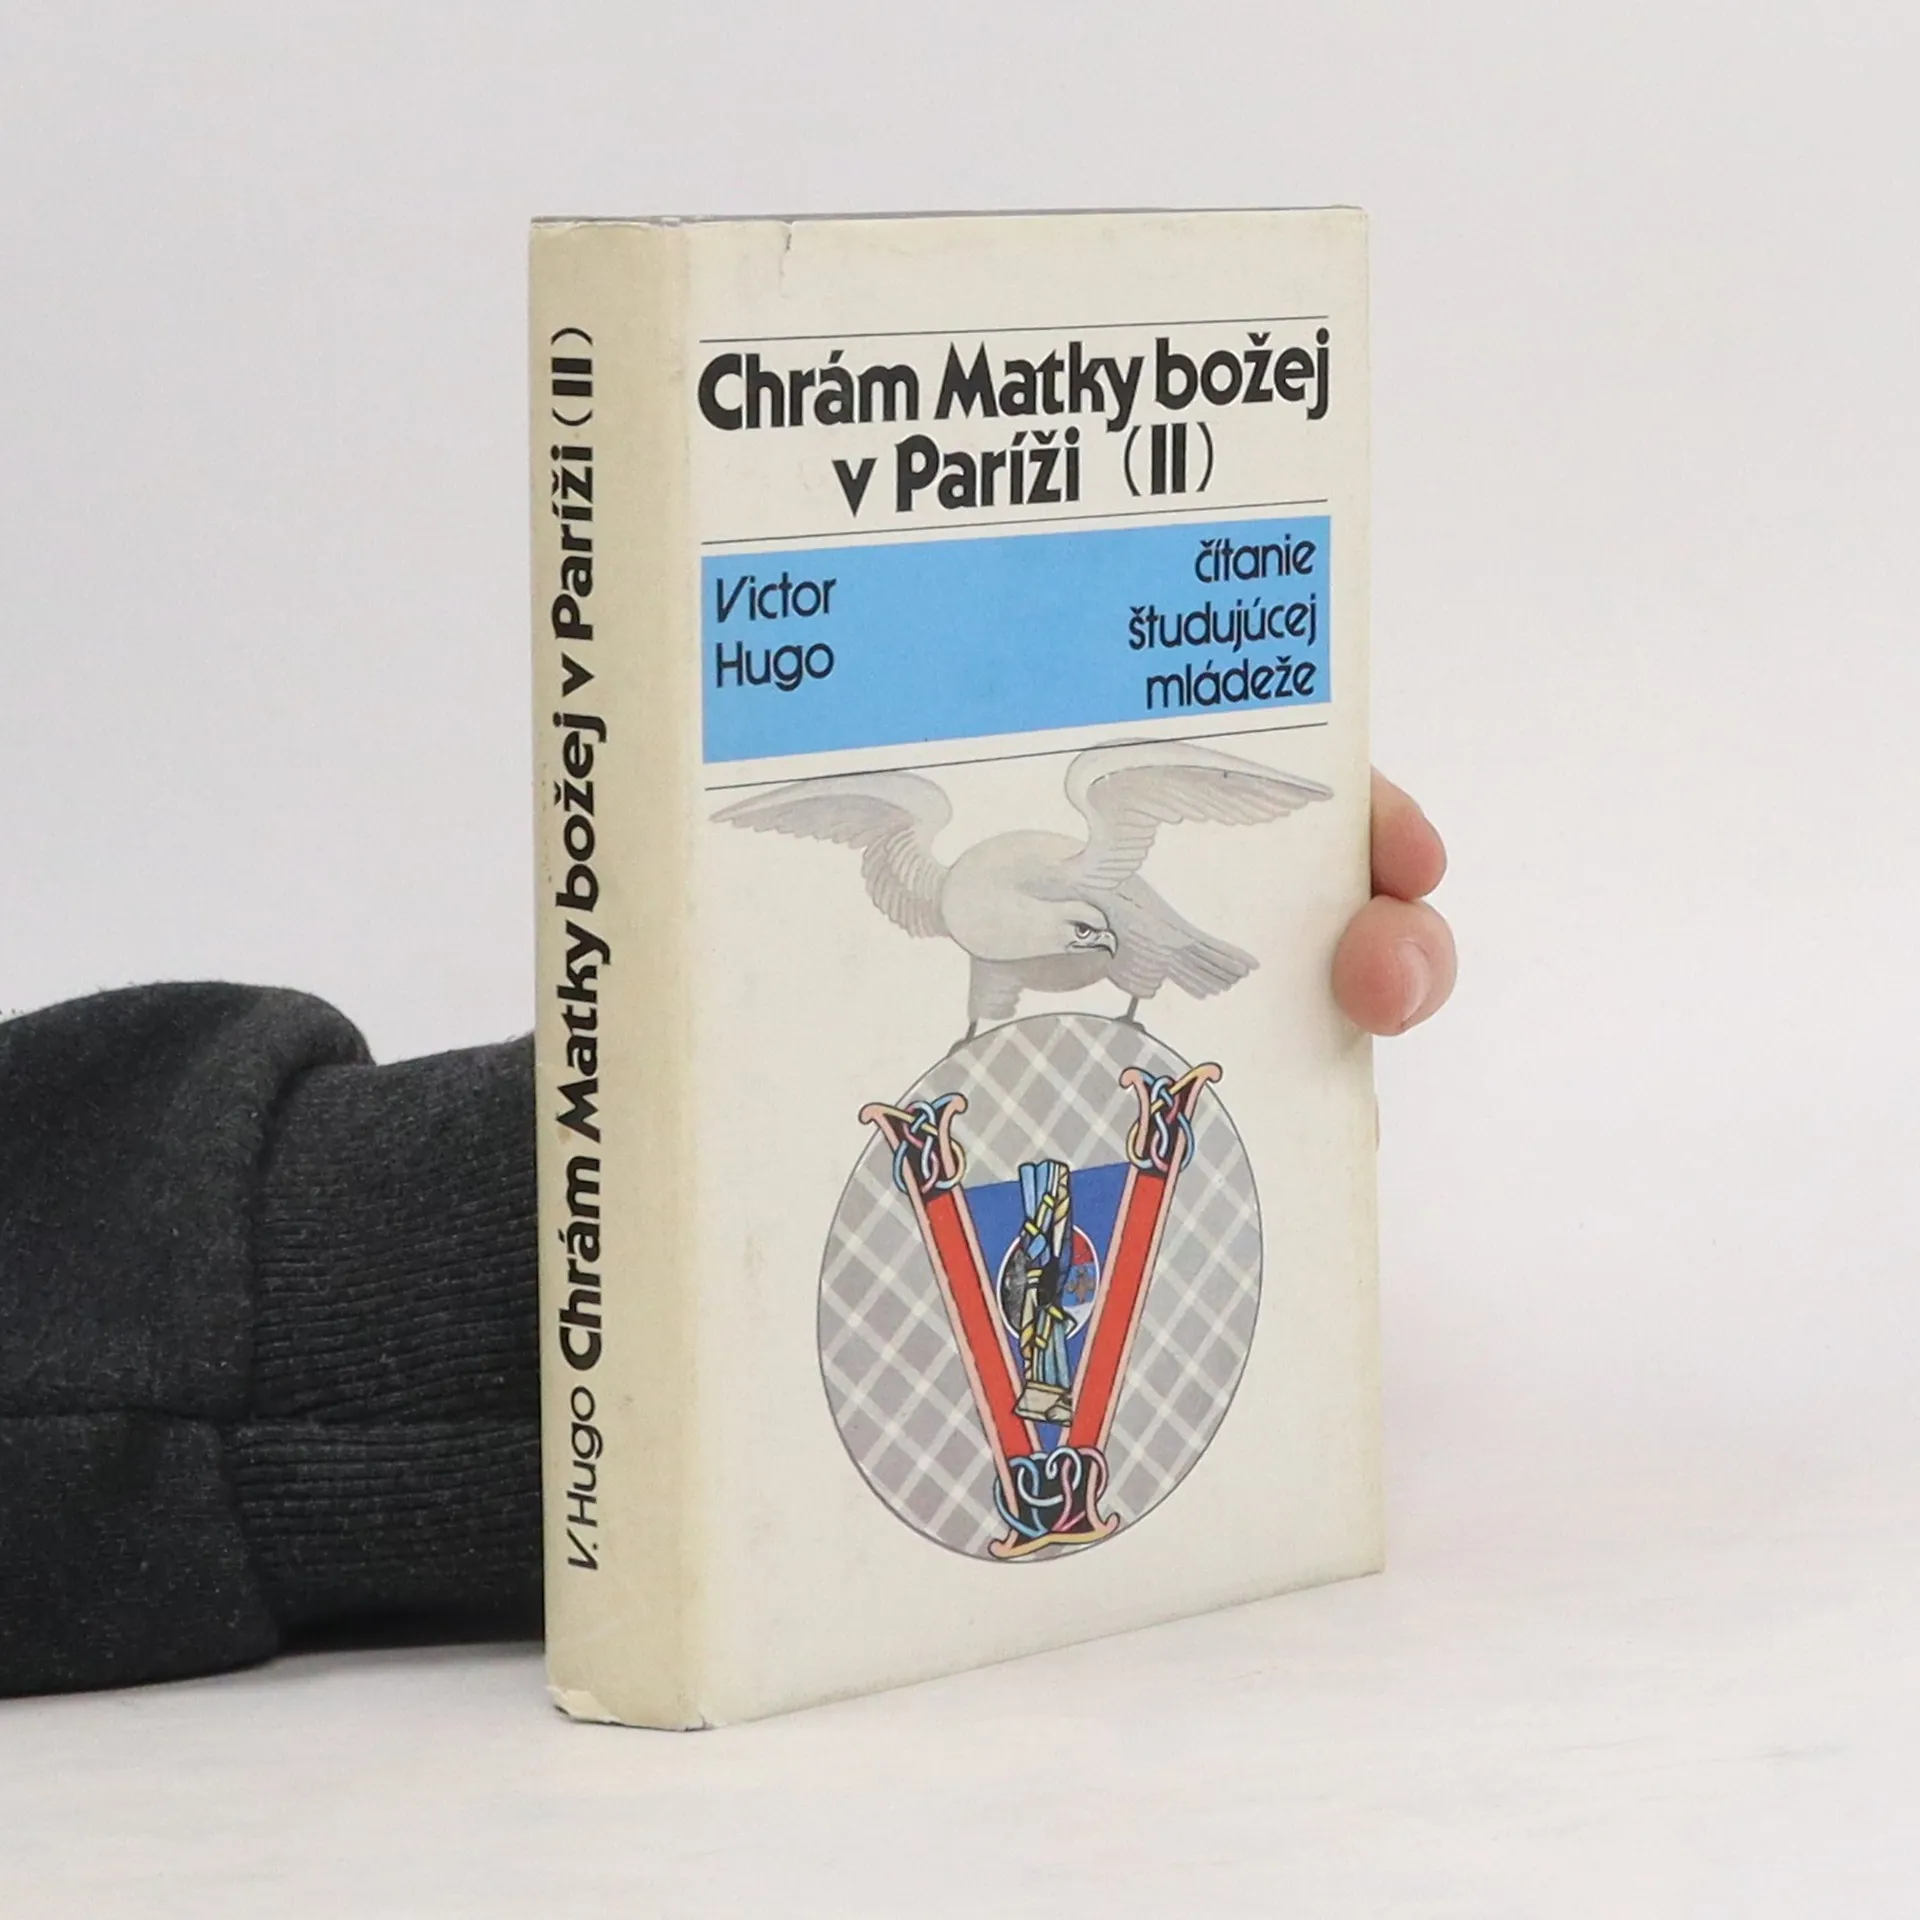 V. Hugo Chrám Matky božej v Paríži (II)
Chrám Matky božej
v Paríži (II)
Victor
Hugo
čítanie
študujúcej
mládeže